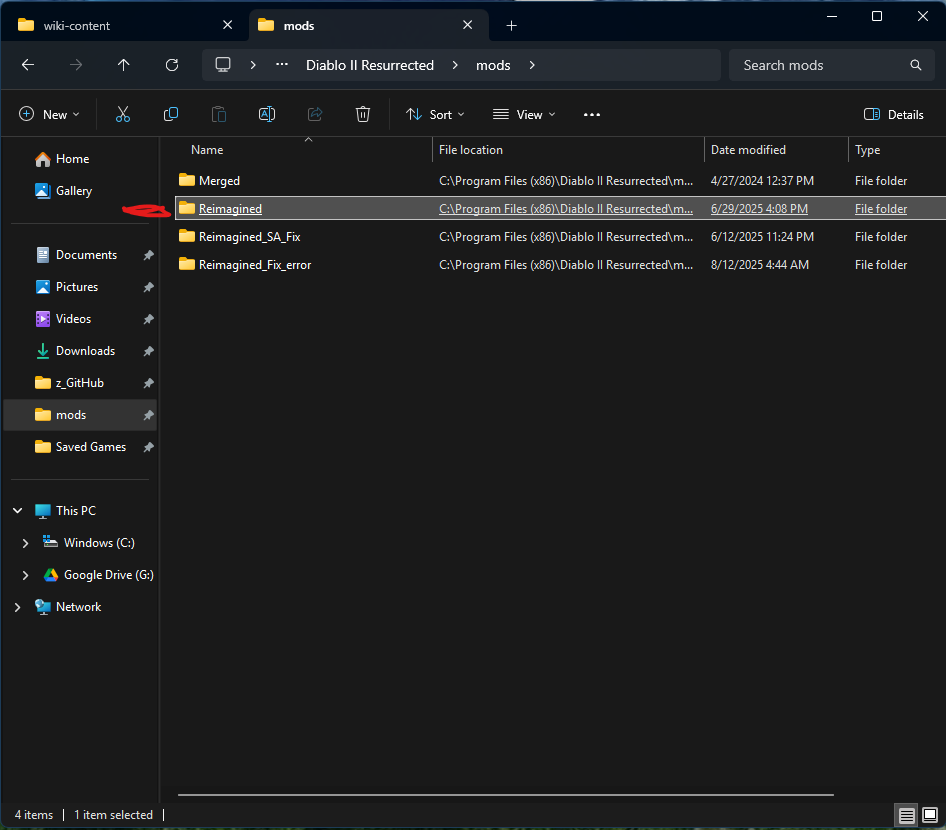 wiki-content
mods
Diablo II Resurrected
mods
Search mods
New
Sort
View
Details
Name File location Date modified Type
Home
Gallery
Documents
Pictures
Videos
Downloads
z_GitHub
mods
Saved Games
This PC
Windows (C:)
Google Drive (G:)
Network
Merged C:\Program Files (x86)\Diablo II Resurrected\m... 4/27/2024 12:37 PM File folder
Reimagined C:\Program Files (x86)\Diablo II Resurrected\m... 6/29/2025 4:08 PM File folder
Reimagined_SA_Fix C:\Program Files (x86)\Diablo II Resurrected\m... 6/12/2025 11:24 PM File folder
Reimagined_Fix_error C:\Program Files (x86)\Diablo II Resurrected\m... 8/12/2025 4:44 AM File folder
4 items 1 item selected